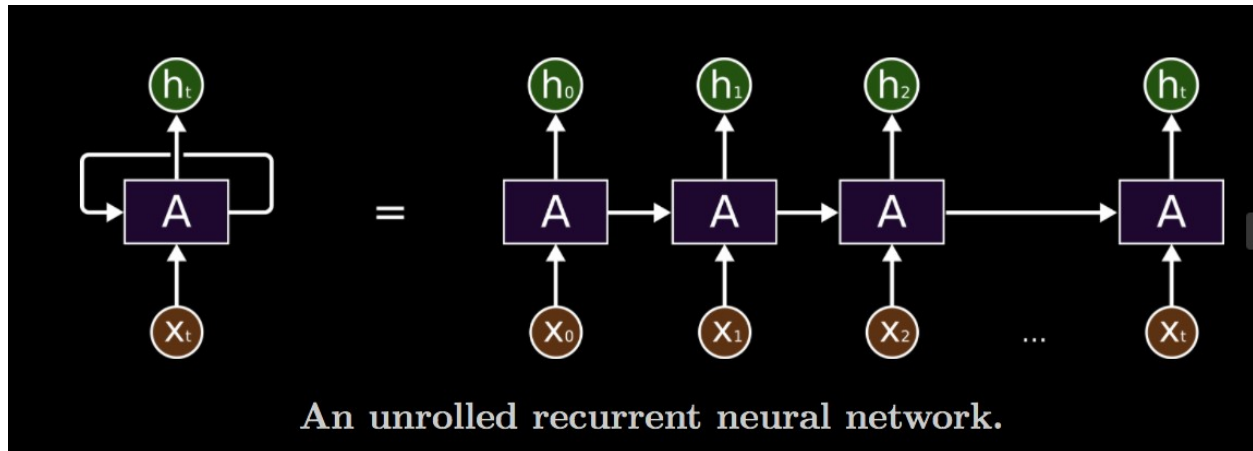 hₜ h₀ h₁ h₂ hₜ
A = A A A A
xₜ x₀ x₁ x₂ ... xₜ
An unrolled recurrent neural network.